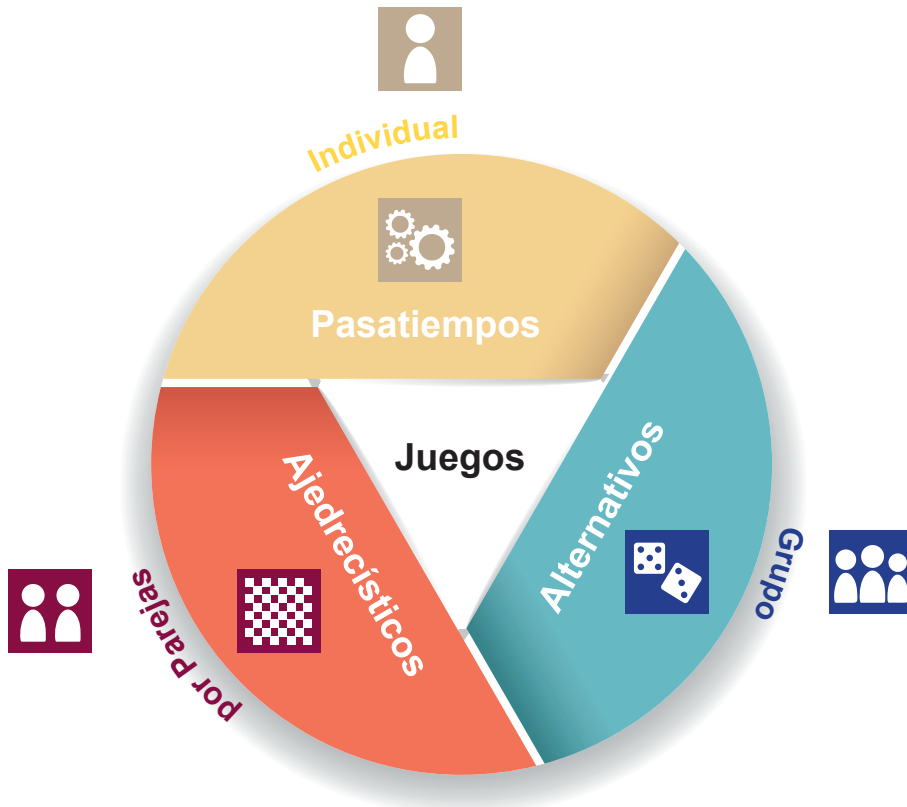 Individual
Pasatiempos
Juegos
Ajedrecísticos
Alternativos
Grupo
por Parejas